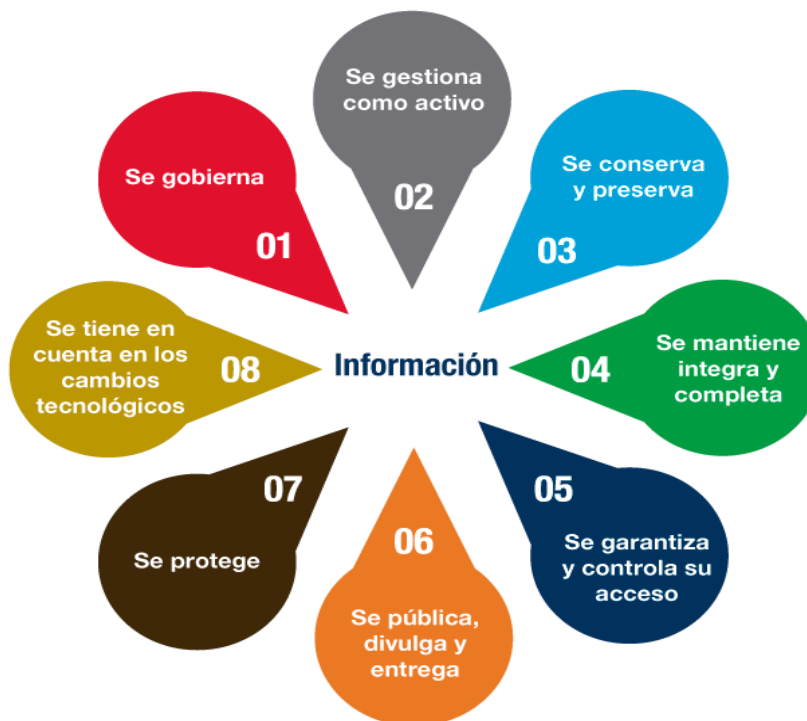 Se gobierna
01
Se gestiona
como activo
02
Se conserva
y preserva
03
Se mantiene
integra y
completa
04
Se garantiza
y controla su
acceso
05
Se pública,
divulga y
entrega
06
Se protege
07
Se tiene en
cuenta en los
cambios
tecnológicos
08
Información